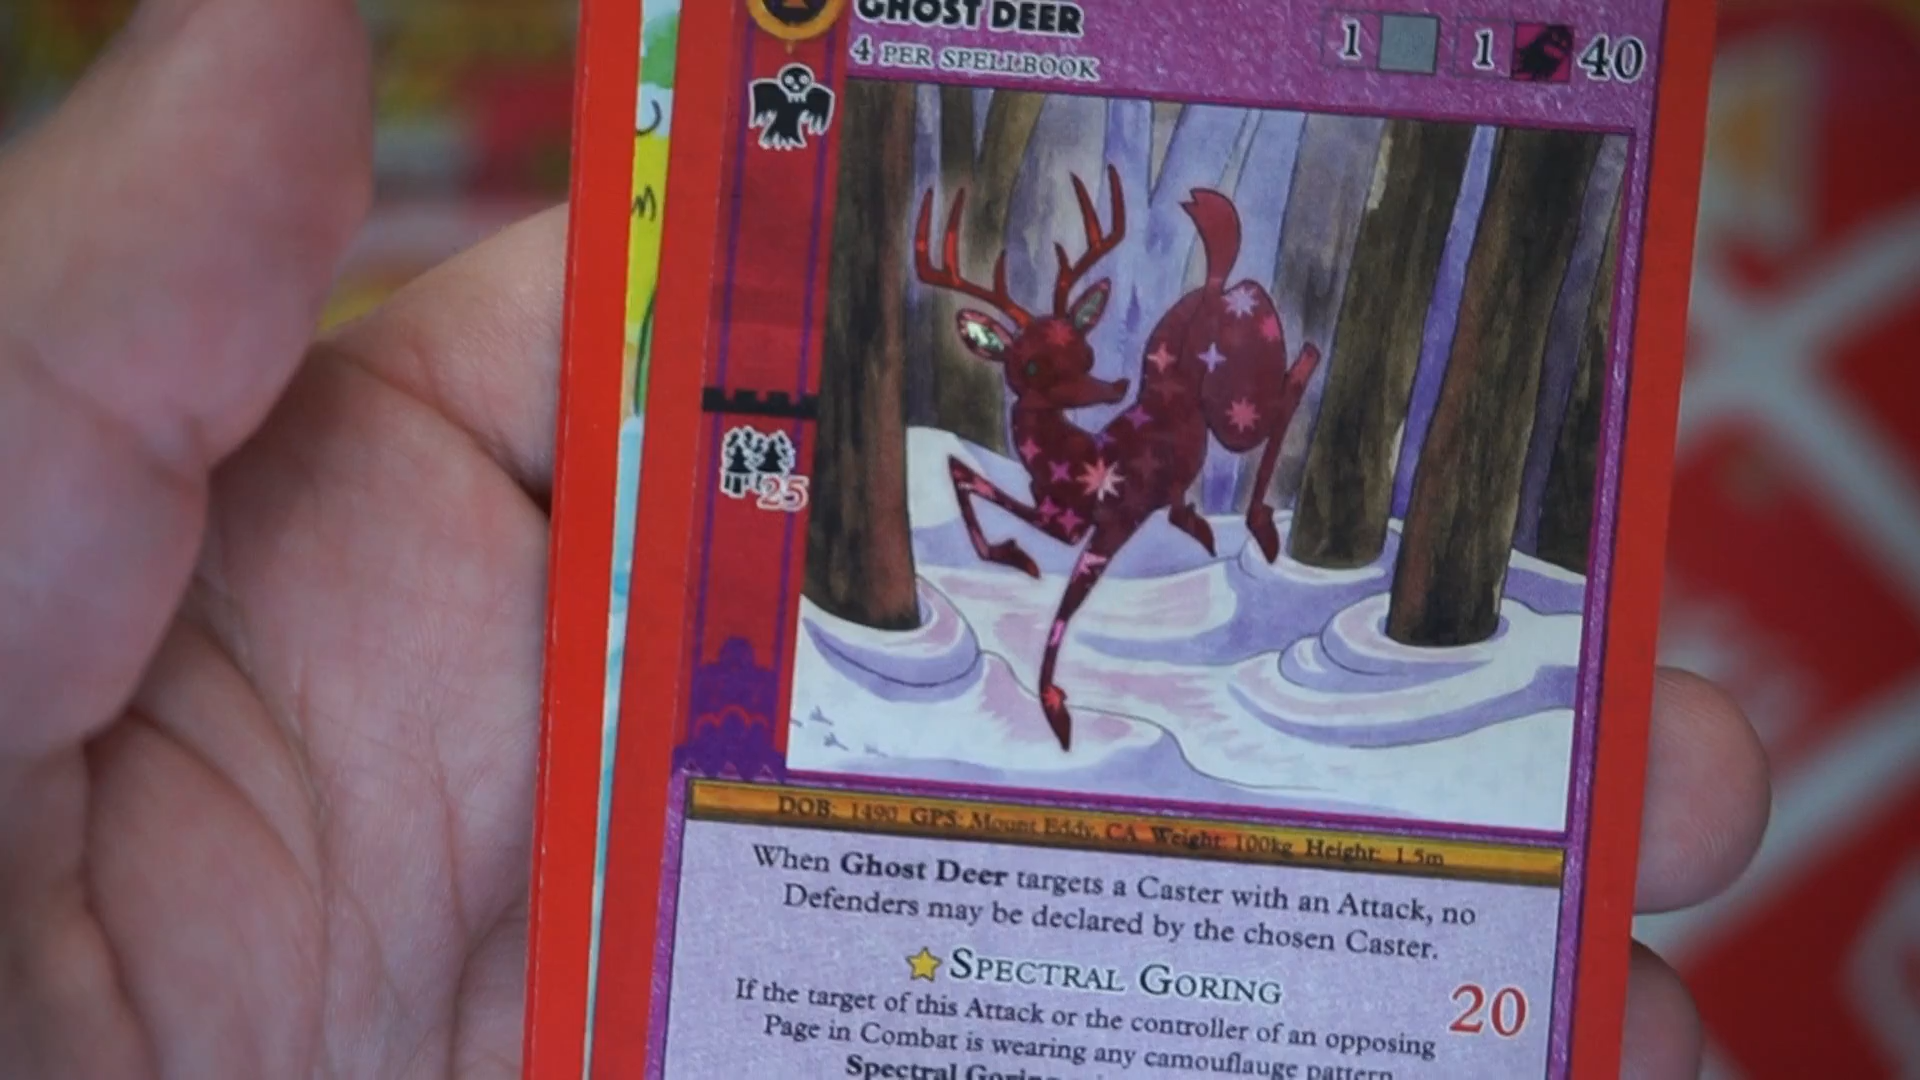 GHOST DEER
4 PER SPELLBOOK
1 1 40
25
DOB: 1490 GPS: Mount Eddy, CA Weight: 100kg Height: 1.5m
When Ghost Deer targets a Caster with an Attack, no
Defenders may be declared by the chosen Caster.
SPECTRAL GORING
20
If the target of this Attack or the controller of an opposing
Page in Combat is wearing any camouflauge pattern
Spectral Goring